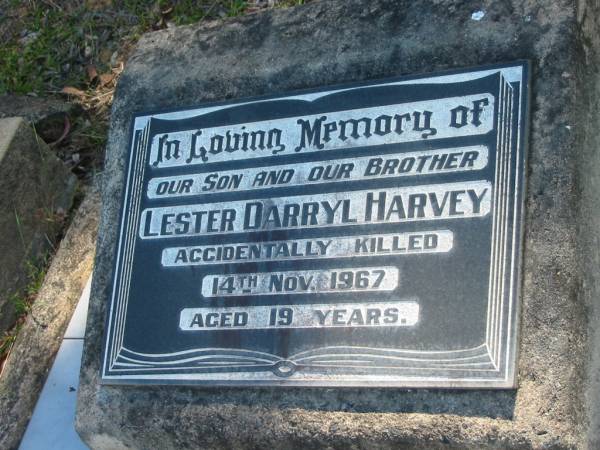 In Loving Memory of
OUR SON AND OUR BROTHER
LESTER DARRYL HARVEY
ACCIDENTALLY KILLED
14TH NOV. 1967
AGED 19 YEARS.